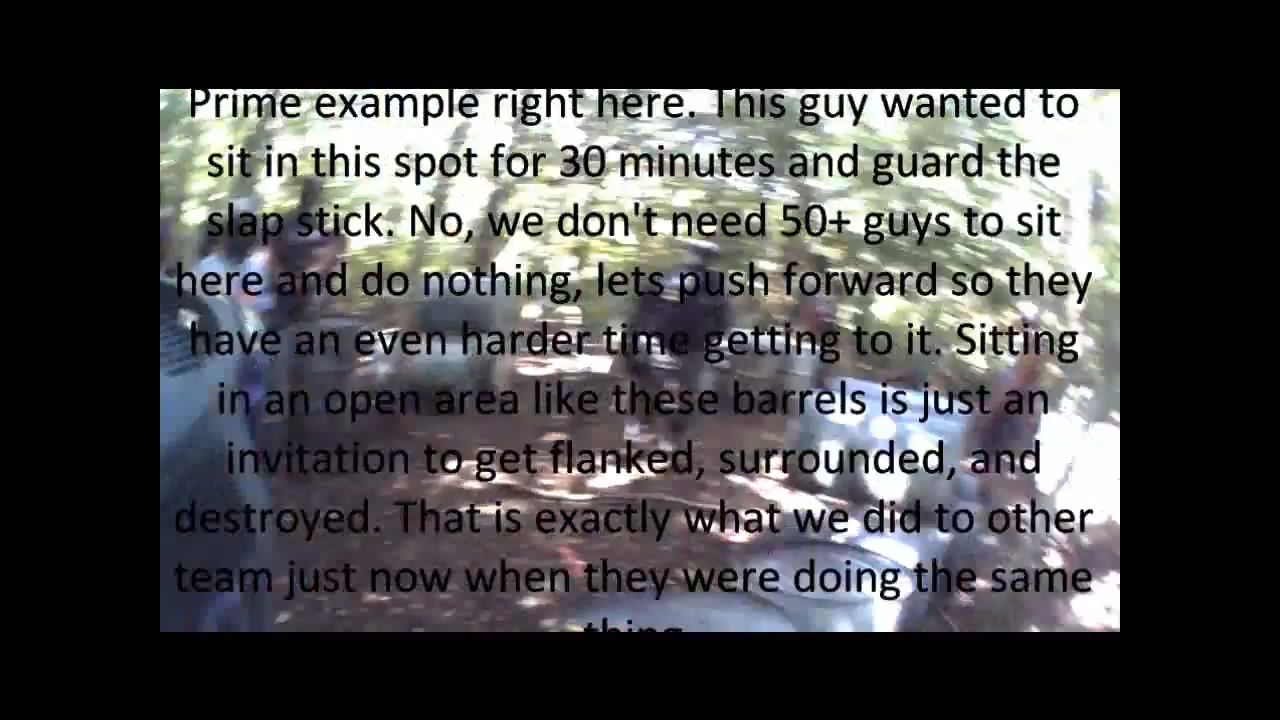 Prime example right here. This guy wanted to
sit in this spot for 30 minutes and guard the
slap stick. No, we don't need 50+ guys to sit
here and do nothing, lets push forward so they
have an even harder time getting to it. Sitting
in an open area like these barrels is just an
invitation to get flanked, surrounded, and
destroyed. That is exactly what we did to other
team just now when they were doing the same
thing.